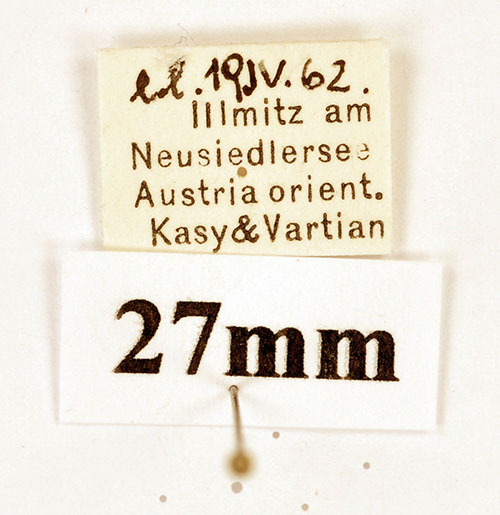 e.l. 19.IV.62.
Illmitz am
Neusiedlersee
Austria orient.
Kasy&Vartian
27mm